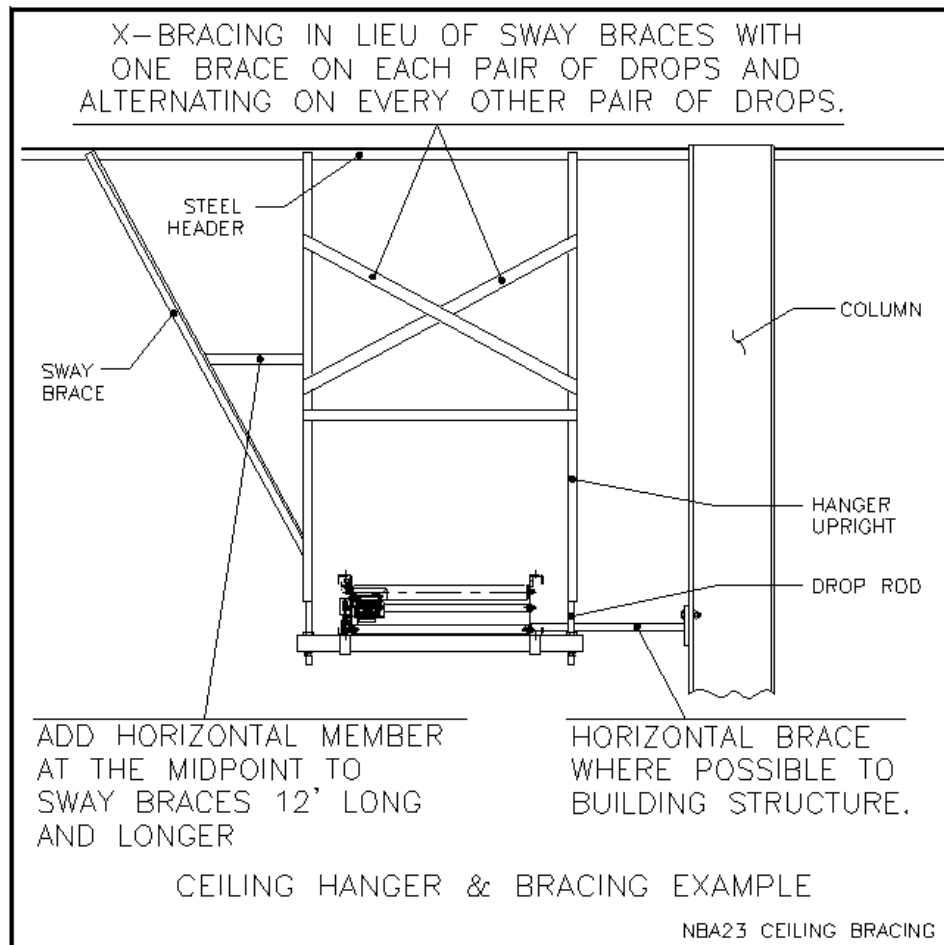 X-BRACING IN LIEU OF SWAY BRACES WITH
ONE BRACE ON EACH PAIR OF DROPS AND
ALTERNATING ON EVERY OTHER PAIR OF DROPS.
STEEL
HEADER
COLUMN
SWAY
BRACE
HANGER
UPRIGHT
DROP ROD
ADD HORIZONTAL MEMBER
AT THE MIDPOINT TO
SWAY BRACES 12' LONG
AND LONGER
HORIZONTAL BRACE
WHERE POSSIBLE TO
BUILDING STRUCTURE.
CEILING HANGER & BRACING EXAMPLE
NBA23 CEILING BRACING